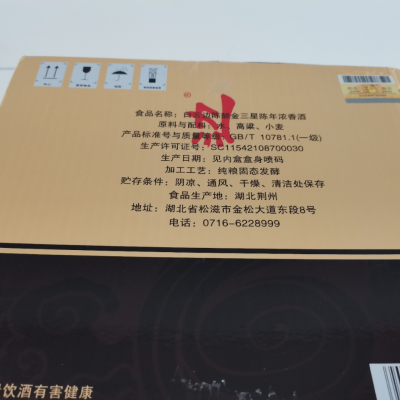 食品名称：白云边陈酿金三星陈年浓香酒
原料与配料：水、高粱、小麦
产品标准号与质量等级：GB/T 10781.1(一级)
生产许可证号：SC11542108700030
生产日期：见内盒盒身喷码
加工工艺：纯粮固态发酵
贮存条件：阴凉、通风、干燥、清洁处保存
食品生产地：湖北荆州
地址：湖北省松滋市金松大道东段8号
电话：0716-6228999
饮酒有害健康